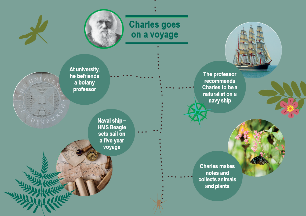 Charles goes
on a voyage
At university
he befriends
a botany
professor
The professor
recommends
Charles to be a
naturalist on a
navy ship
Naval ship –
HMS Beagle
sets sail on
a five year
voyage
Charles makes
notes and
collects animals
and plants